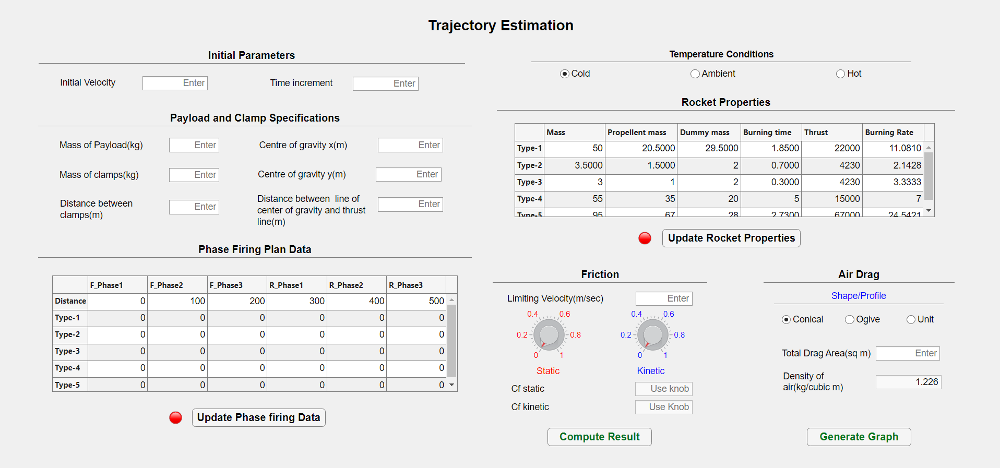 Trajectory Estimation
Initial Parameters
Initial Velocity Enter Time increment Enter
Payload and Clamp Specifications
Mass of Payload(kg) Enter Centre of gravity x(m) Enter
Mass of clamps(kg) Enter Centre of gravity y(m) Enter
Distance between
clamps(m)
Enter
Distance between line of
center of gravity and thrust
line(m)
Enter
Phase Firing Plan Data
F_Phase1 F_Phase2 F_Phase3 R_Phase1 R_Phase2 R_Phase3
Distance 0 100 200 300 400 500
Type-1 0 0 0 0 0 0
Type-2 0 0 0 0 0 0
Type-3 0 0 0 0 0 0
Type-4 0 0 0 0 0 0
Type-5 0 0 0 0 0 0
Update Phase firing Data
Temperature Conditions
Cold Ambient Hot
Rocket Properties
Mass Propellent mass Dummy mass Burning time Thrust Burning Rate
Type-1 50 20.5000 29.5000 1.8500 22000 11.0810
Type-2 3.5000 1.5000 2 0.7000 4230 2.1428
Type-3 3 1 2 0.3000 4230 3.3333
Type-4 55 35 20 5 15000 7
Type-5 95 67 28 2.7300 67000 24.5421
Update Rocket Properties
Friction
Limiting Velocity(m/sec) Enter
0.4 0.6 0.4 0.6
0.2 0.8 0.2 0.8
0 1 0 1
Static Kinetic
Cf static Use knob
Cf kinetic Use Knob
Compute Result
Air Drag
Shape/Profile
Conical Ogive Unit
Total Drag Area(sq m) Enter
Density of
air(kg/cubic m)
1.226
Generate Graph